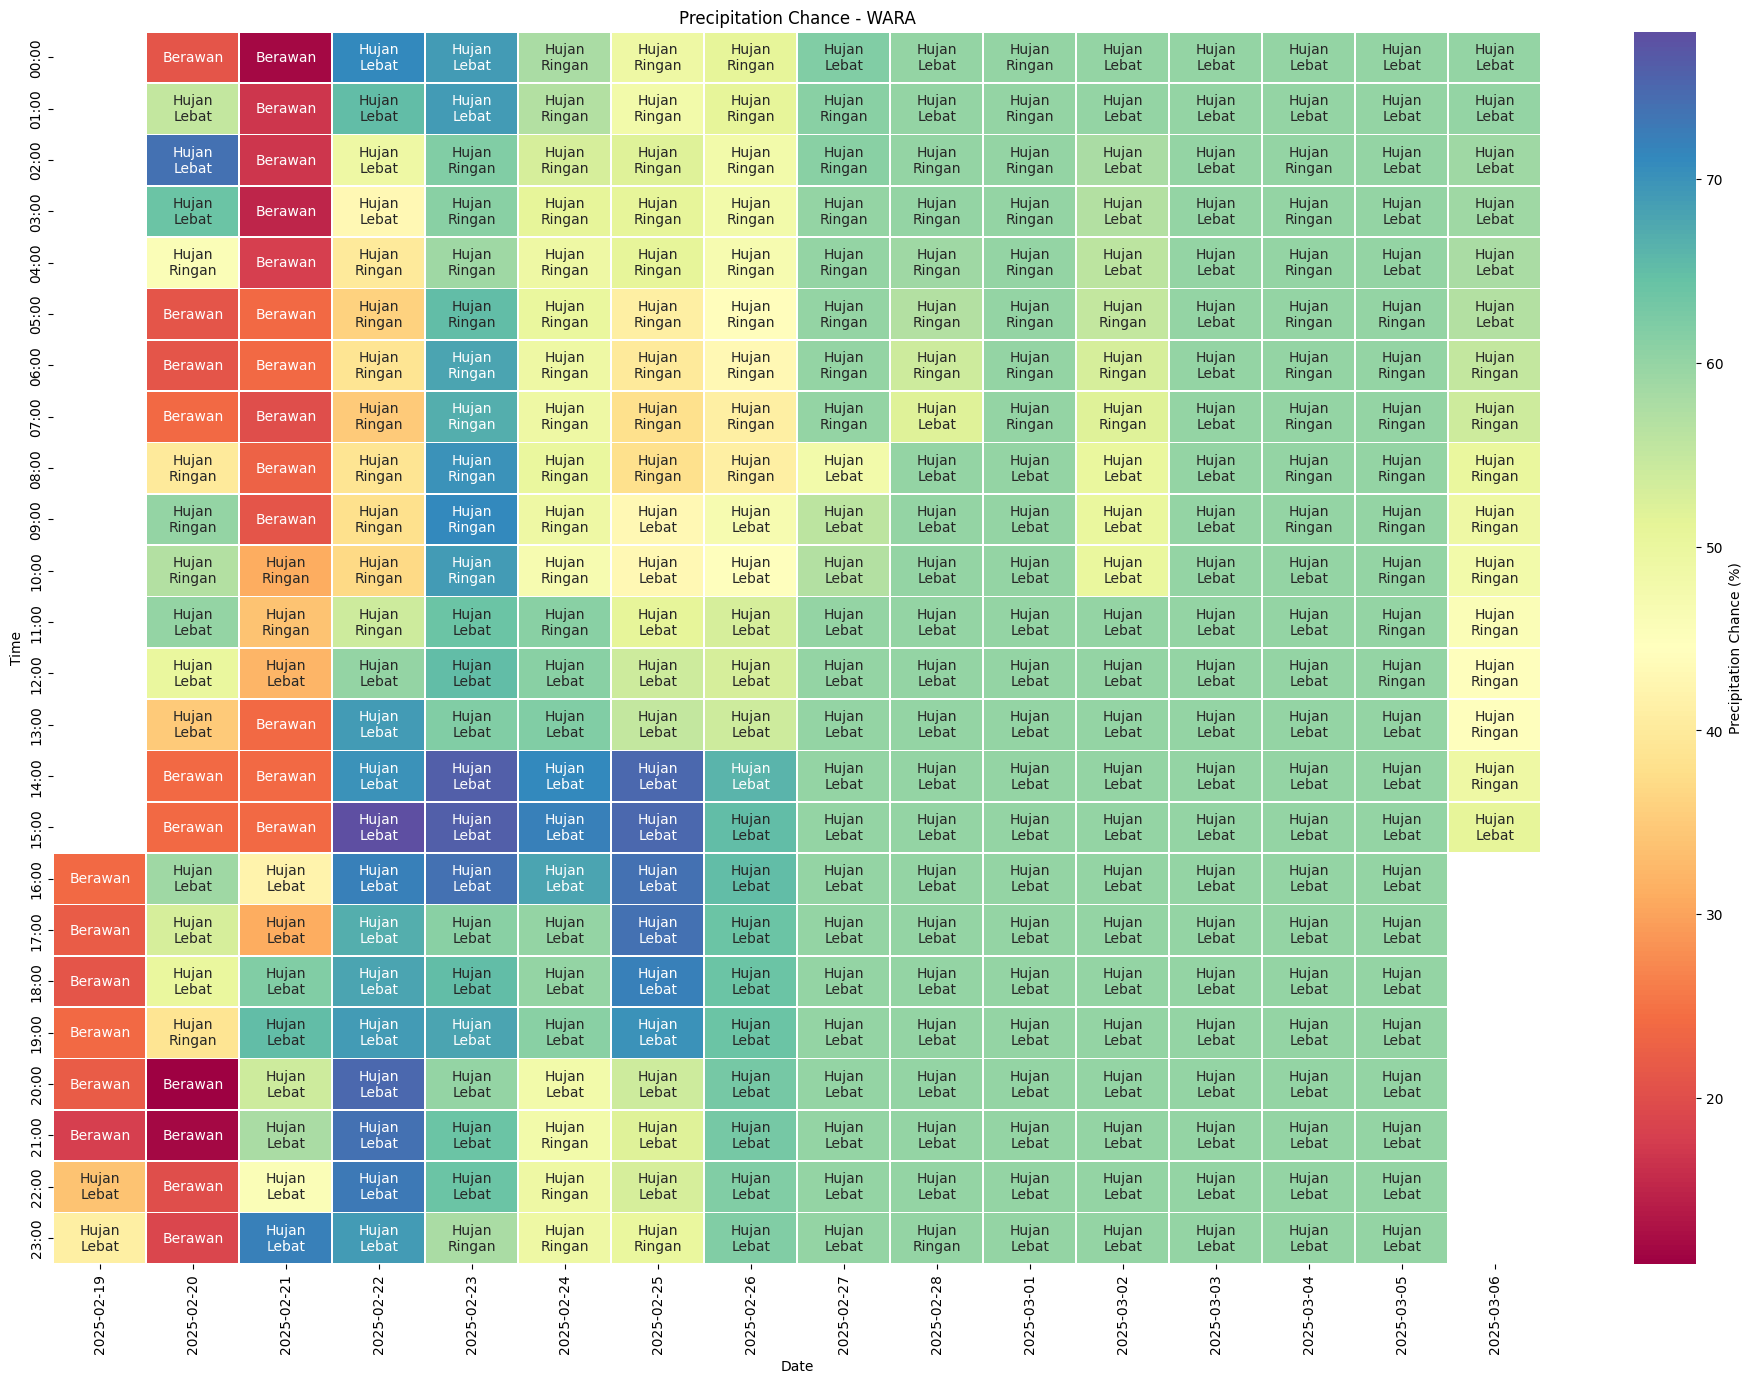 Precipitation Chance - WARA
00:00 Berawan Berawan Hujan Lebat Hujan Lebat Hujan Ringan Hujan Ringan Hujan Ringan Hujan Lebat Hujan Lebat Hujan Ringan Hujan Lebat Hujan Lebat Hujan Lebat Hujan Lebat Hujan Lebat
01:00 Hujan Lebat Berawan Hujan Lebat Hujan Lebat Hujan Ringan Hujan Ringan Hujan Ringan Hujan Ringan Hujan Lebat Hujan Ringan Hujan Lebat Hujan Lebat Hujan Lebat Hujan Lebat Hujan Lebat
02:00 Hujan Lebat Berawan Hujan Lebat Hujan Ringan Hujan Ringan Hujan Ringan Hujan Ringan Hujan Ringan Hujan Ringan Hujan Ringan Hujan Lebat Hujan Lebat Hujan Ringan Hujan Lebat Hujan Lebat
03:00 Hujan Lebat Berawan Hujan Lebat Hujan Ringan Hujan Ringan Hujan Ringan Hujan Ringan Hujan Ringan Hujan Ringan Hujan Ringan Hujan Lebat Hujan Lebat Hujan Ringan Hujan Lebat Hujan Lebat
04:00 Hujan Ringan Berawan Hujan Ringan Hujan Ringan Hujan Ringan Hujan Ringan Hujan Ringan Hujan Ringan Hujan Ringan Hujan Ringan Hujan Lebat Hujan Lebat Hujan Ringan Hujan Lebat Hujan Lebat
05:00 Berawan Berawan Hujan Ringan Hujan Ringan Hujan Ringan Hujan Ringan Hujan Ringan Hujan Ringan Hujan Ringan Hujan Ringan Hujan Ringan Hujan Lebat Hujan Ringan Hujan Ringan Hujan Lebat
06:00 Berawan Berawan Hujan Ringan Hujan Ringan Hujan Ringan Hujan Ringan Hujan Ringan Hujan Ringan Hujan Ringan Hujan Ringan Hujan Ringan Hujan Lebat Hujan Ringan Hujan Ringan Hujan Ringan
07:00 Berawan Berawan Hujan Ringan Hujan Ringan Hujan Ringan Hujan Ringan Hujan Ringan Hujan Ringan Hujan Lebat Hujan Ringan Hujan Ringan Hujan Lebat Hujan Ringan Hujan Ringan Hujan Ringan
08:00 Hujan Ringan Berawan Hujan Ringan Hujan Ringan Hujan Ringan Hujan Ringan Hujan Ringan Hujan Lebat Hujan Lebat Hujan Lebat Hujan Lebat Hujan Lebat Hujan Ringan Hujan Ringan Hujan Ringan
09:00 Hujan Ringan Berawan Hujan Ringan Hujan Ringan Hujan Ringan Hujan Lebat Hujan Lebat Hujan Lebat Hujan Lebat Hujan Lebat Hujan Lebat Hujan Lebat Hujan Ringan Hujan Ringan Hujan Ringan
10:00 Hujan Ringan Hujan Ringan Hujan Ringan Hujan Ringan Hujan Ringan Hujan Lebat Hujan Lebat Hujan Lebat Hujan Lebat Hujan Lebat Hujan Lebat Hujan Lebat Hujan Lebat Hujan Ringan Hujan Ringan
11:00 Hujan Lebat Hujan Ringan Hujan Ringan Hujan Lebat Hujan Ringan Hujan Lebat Hujan Lebat Hujan Lebat Hujan Lebat Hujan Lebat Hujan Lebat Hujan Lebat Hujan Lebat Hujan Ringan Hujan Ringan
12:00 Hujan Lebat Hujan Lebat Hujan Lebat Hujan Lebat Hujan Lebat Hujan Lebat Hujan Lebat Hujan Lebat Hujan Lebat Hujan Lebat Hujan Lebat Hujan Lebat Hujan Lebat Hujan Ringan Hujan Ringan
13:00 Hujan Lebat Berawan Hujan Lebat Hujan Lebat Hujan Lebat Hujan Lebat Hujan Lebat Hujan Lebat Hujan Lebat Hujan Lebat Hujan Lebat Hujan Lebat Hujan Lebat Hujan Lebat Hujan Ringan
14:00 Berawan Berawan Hujan Lebat Hujan Lebat Hujan Lebat Hujan Lebat Hujan Lebat Hujan Lebat Hujan Lebat Hujan Lebat Hujan Lebat Hujan Lebat Hujan Lebat Hujan Lebat Hujan Ringan
15:00 Berawan Berawan Hujan Lebat Hujan Lebat Hujan Lebat Hujan Lebat Hujan Lebat Hujan Lebat Hujan Lebat Hujan Lebat Hujan Lebat Hujan Lebat Hujan Lebat Hujan Lebat Hujan Lebat
16:00 Berawan Hujan Lebat Hujan Lebat Hujan Lebat Hujan Lebat Hujan Lebat Hujan Lebat Hujan Lebat Hujan Lebat Hujan Lebat Hujan Lebat Hujan Lebat Hujan Lebat Hujan Lebat Hujan Lebat
17:00 Berawan Hujan Lebat Hujan Lebat Hujan Lebat Hujan Lebat Hujan Lebat Hujan Lebat Hujan Lebat Hujan Lebat Hujan Lebat Hujan Lebat Hujan Lebat Hujan Lebat Hujan Lebat Hujan Lebat
18:00 Berawan Hujan Lebat Hujan Lebat Hujan Lebat Hujan Lebat Hujan Lebat Hujan Lebat Hujan Lebat Hujan Lebat Hujan Lebat Hujan Lebat Hujan Lebat Hujan Lebat Hujan Lebat Hujan Lebat
19:00 Berawan Hujan Ringan Hujan Lebat Hujan Lebat Hujan Lebat Hujan Lebat Hujan Lebat Hujan Lebat Hujan Lebat Hujan Lebat Hujan Lebat Hujan Lebat Hujan Lebat Hujan Lebat Hujan Lebat
20:00 Berawan Berawan Hujan Lebat Hujan Lebat Hujan Lebat Hujan Lebat Hujan Lebat Hujan Lebat Hujan Lebat Hujan Lebat Hujan Lebat Hujan Lebat Hujan Lebat Hujan Lebat Hujan Lebat
21:00 Berawan Berawan Hujan Lebat Hujan Lebat Hujan Lebat Hujan Ringan Hujan Lebat Hujan Lebat Hujan Lebat Hujan Lebat Hujan Lebat Hujan Lebat Hujan Lebat Hujan Lebat Hujan Lebat
22:00 Hujan Lebat Berawan Hujan Lebat Hujan Lebat Hujan Lebat Hujan Ringan Hujan Lebat Hujan Lebat Hujan Lebat Hujan Lebat Hujan Lebat Hujan Lebat Hujan Lebat Hujan Lebat Hujan Lebat
23:00 Hujan Lebat Berawan Hujan Lebat Hujan Lebat Hujan Ringan Hujan Ringan Hujan Ringan Hujan Lebat Hujan Lebat Hujan Ringan Hujan Lebat Hujan Lebat Hujan Lebat Hujan Lebat Hujan Lebat
Time
2025-02-19 2025-02-20 2025-02-21 2025-02-22 2025-02-23 2025-02-24 2025-02-25 2025-02-26 2025-02-27 2025-02-28 2025-03-01 2025-03-02 2025-03-03 2025-03-04 2025-03-05 2025-03-06
Date
70
60
50
40
30
20
Precipitation Chance (%)